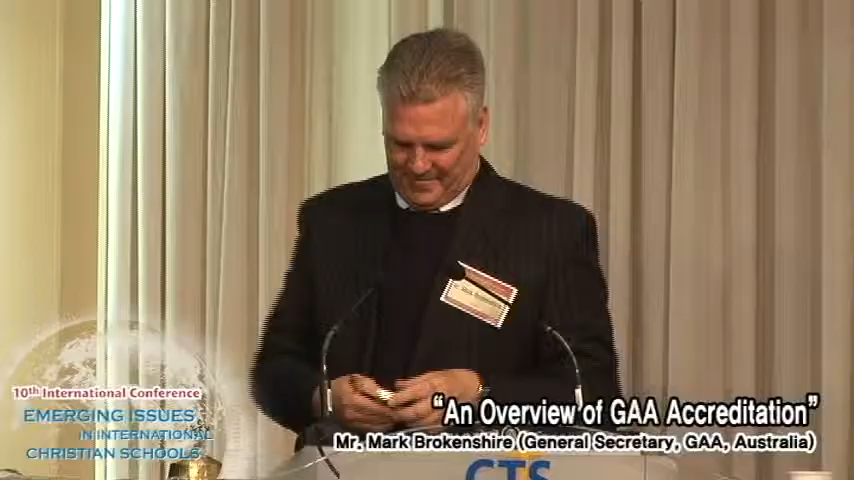 10th International Conference
EMERGING ISSUES
IN INTERNATIONAL
CHRISTIAN SCHOOLS
“An Overview of GAA Accreditation”
Mr. Mark Brokenshire (General Secretary, GAA, Australia)
CTS